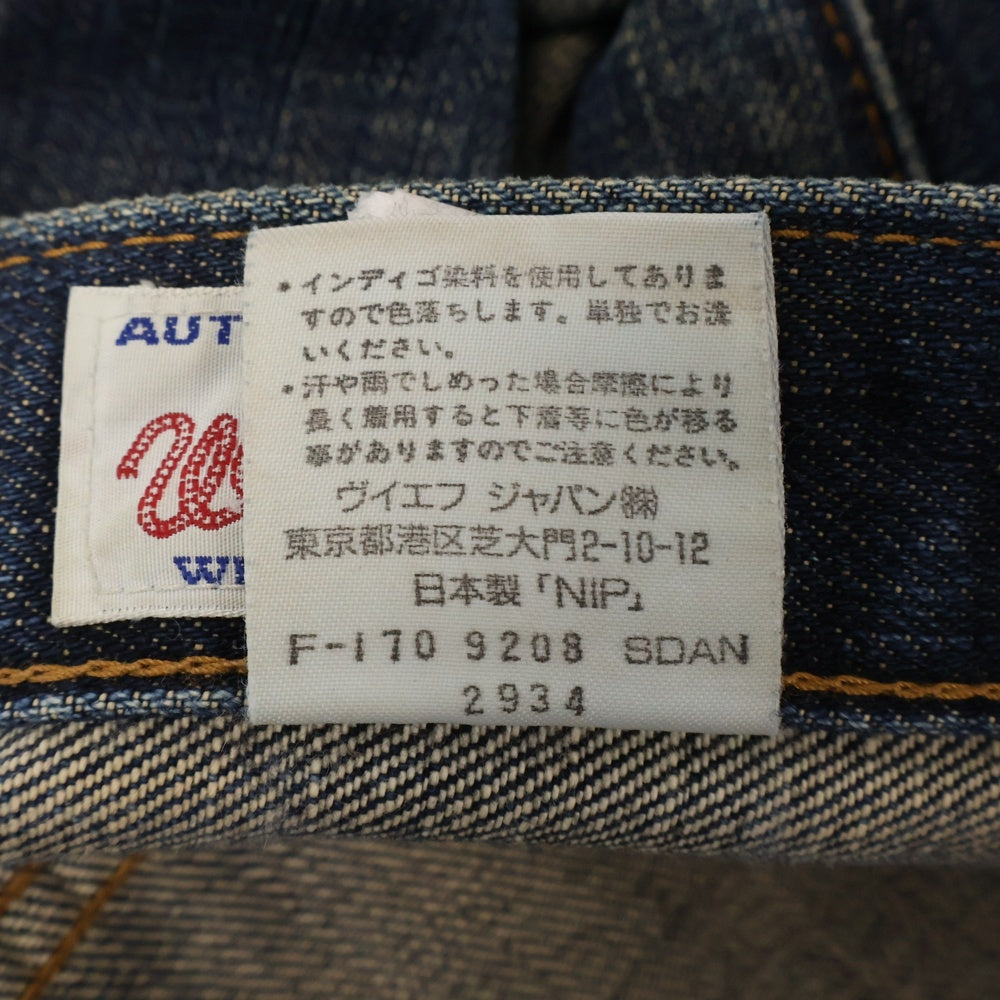 ・インディゴ染料を使用してありま
すので色落ちします。単独でお洗
いください。
・汗や雨でしめった場合摩擦により
長く着用すると下着等に色が移る
事がありますのでご注意ください。
ヴイエフ ジャパン㈱
東京都港区芝大門2-10-12
日本製「NIP」
F-170 9208 SDAN
2934